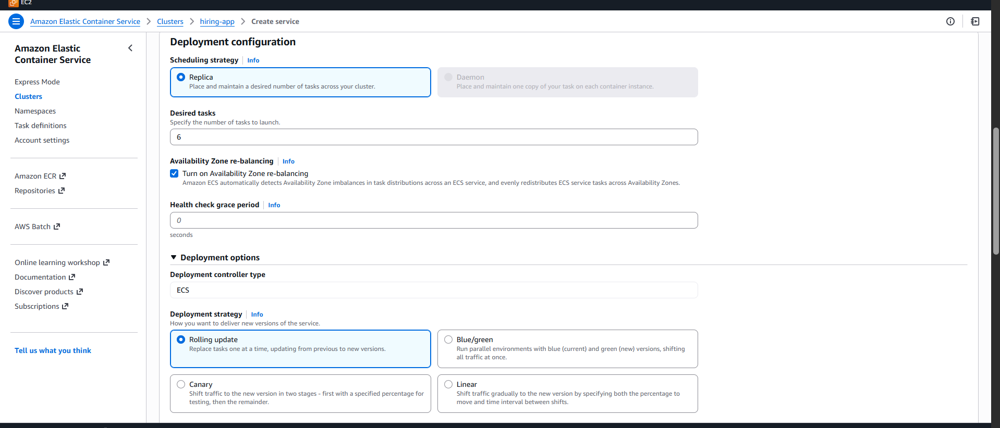 EC2
Amazon Elastic Container Service > Clusters > hiring-app > Create service
Amazon Elastic
Container Service
Express Mode
Clusters
Namespaces
Task definitions
Account settings
Amazon ECR
Repositories
AWS Batch
Online learning workshop
Documentation
Discover products
Subscriptions
Tell us what you think
Deployment configuration
Scheduling strategy Info
Replica
Place and maintain a desired number of tasks across your cluster.
Daemon
Place and maintain one copy of your task on each container instance.
Desired tasks
Specify the number of tasks to launch.
6
Availability Zone re-balancing Info
Turn on Availability Zone re-balancing
Amazon ECS automatically detects Availability Zone imbalances in task distributions across an ECS service, and evenly redistributes ECS service tasks across Availability Zones.
Health check grace period Info
0
seconds
Deployment options
Deployment controller type
ECS
Deployment strategy Info
How you want to deliver new versions of the service.
Rolling update
Replace tasks one at a time, updating from previous to new versions.
Blue/green
Run parallel environments with blue (current) and green (new) versions, shifting
all traffic at once.
Canary
Shift traffic to the new version in two stages - first with a specified percentage for
testing, then the remainder.
Linear
Shift traffic gradually to the new version by specifying both the percentage to
move and time interval between shifts.